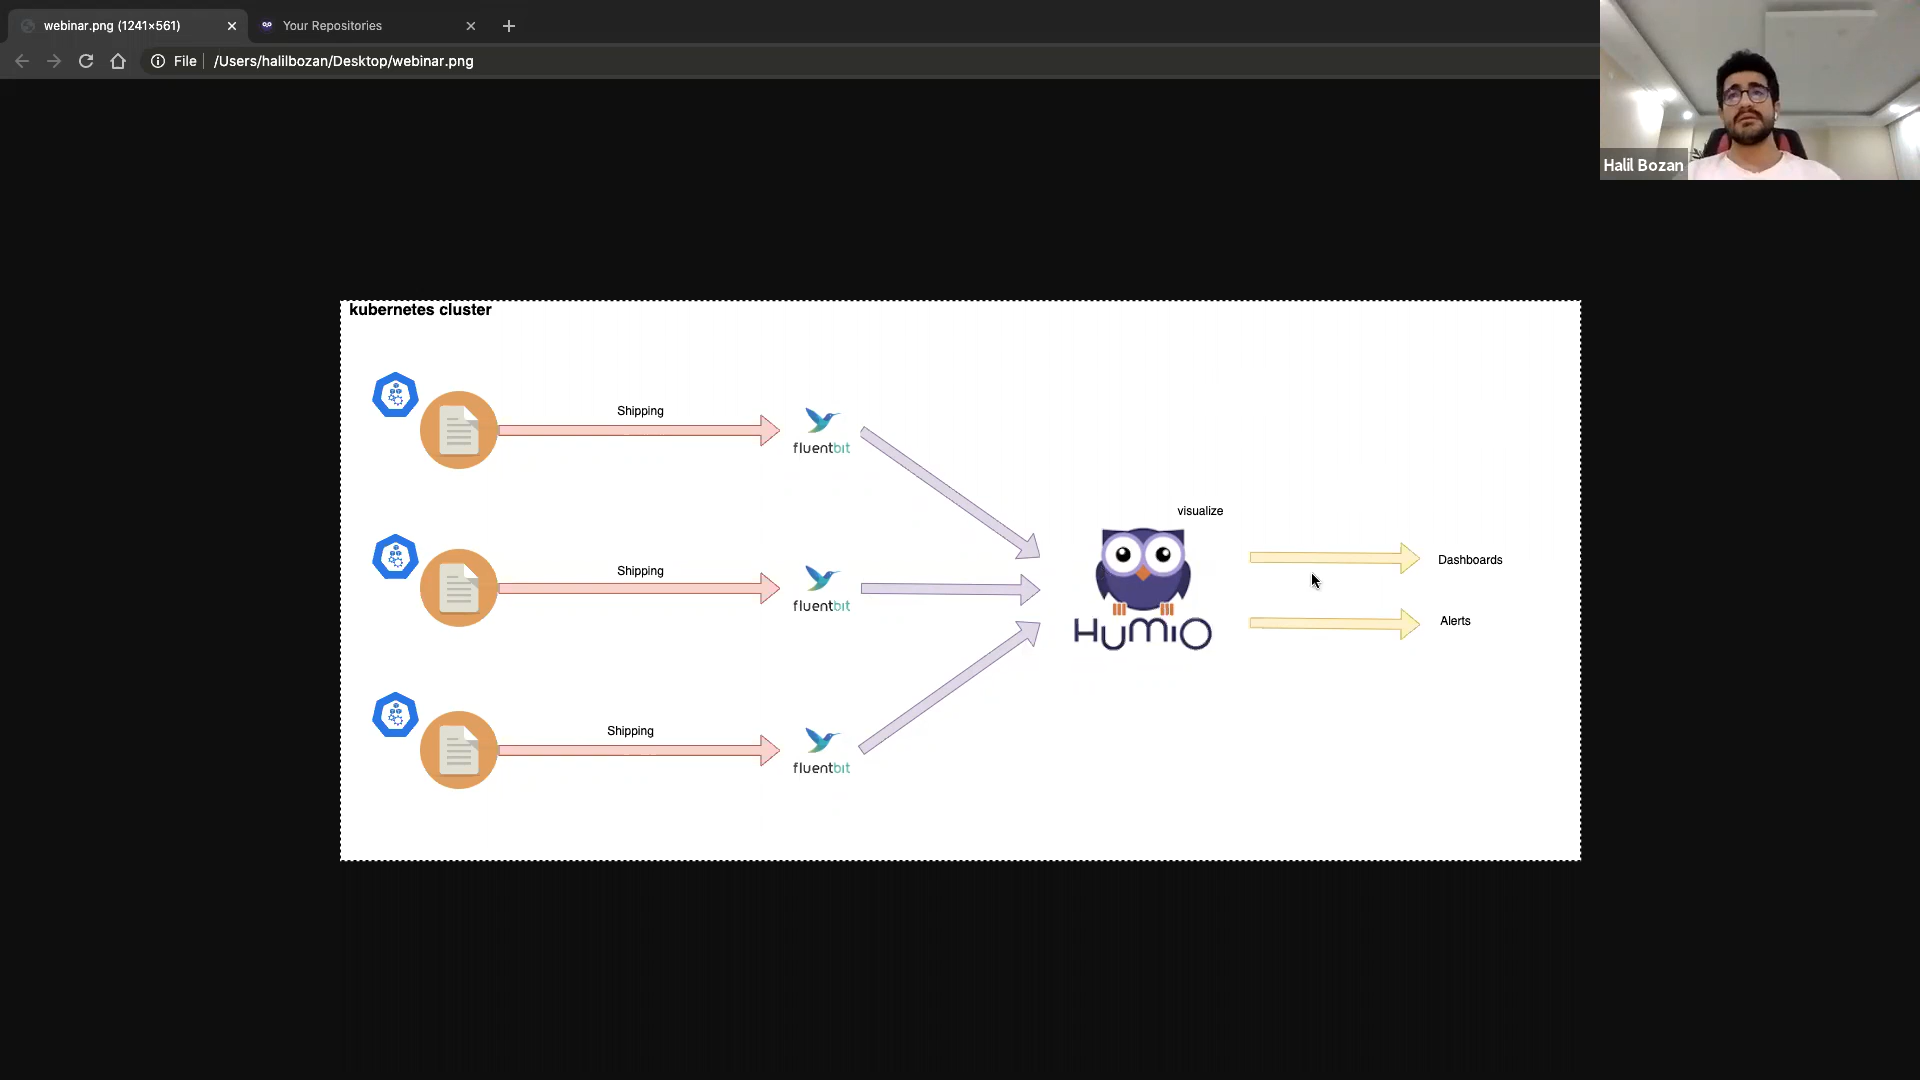 webinar.png (1241×561)
Your Repositories
File
/Users/halilbozan/Desktop/webinar.png
Halil Bozan
kubernetes cluster
Shipping
fluentbit
visualize
Shipping
fluentbit
HUMIO
Dashboards
Alerts
Shipping
fluentbit